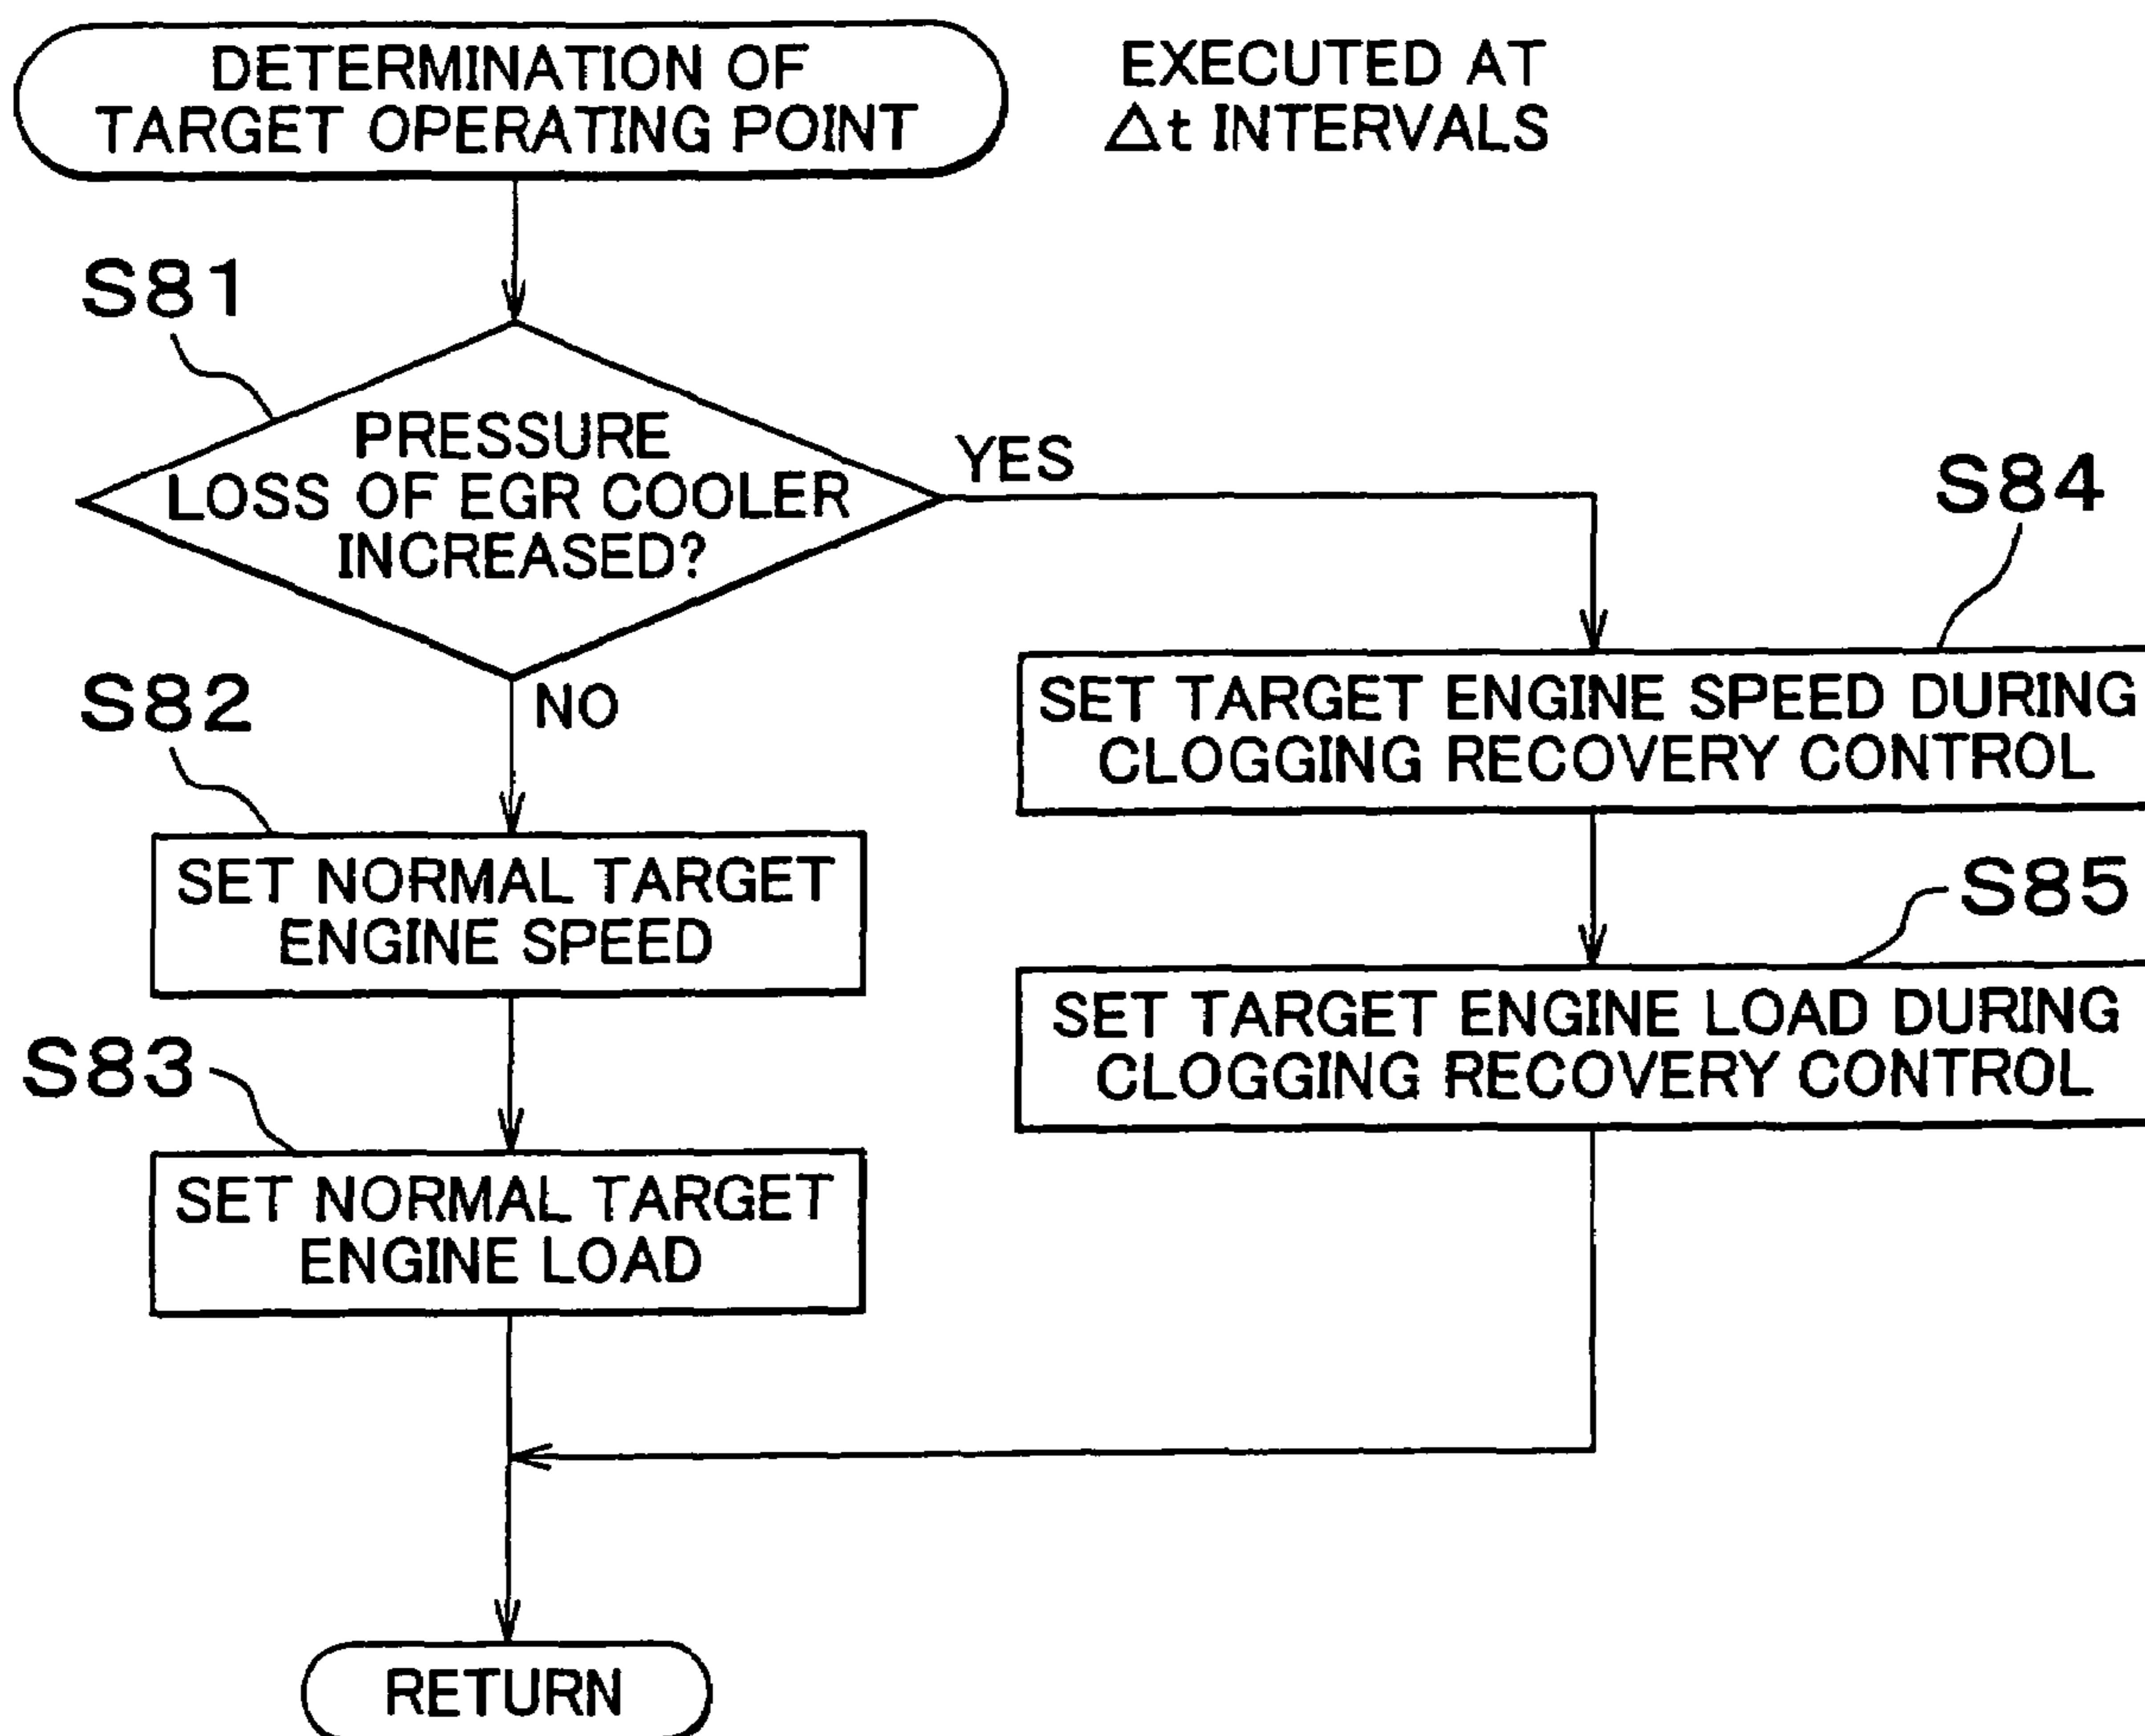 DETERMINATION OF
TARGET OPERATING POINT
EXECUTED AT
Δt INTERVALS
S81
PRESSURE
LOSS OF EGR COOLER
INCREASED?
YES
NO
S84
SET TARGET ENGINE SPEED DURING
CLOGGING RECOVERY CONTROL
S82
SET NORMAL TARGET
ENGINE SPEED
S85
SET TARGET ENGINE LOAD DURING
CLOGGING RECOVERY CONTROL
S83
SET NORMAL TARGET
ENGINE LOAD
RETURN